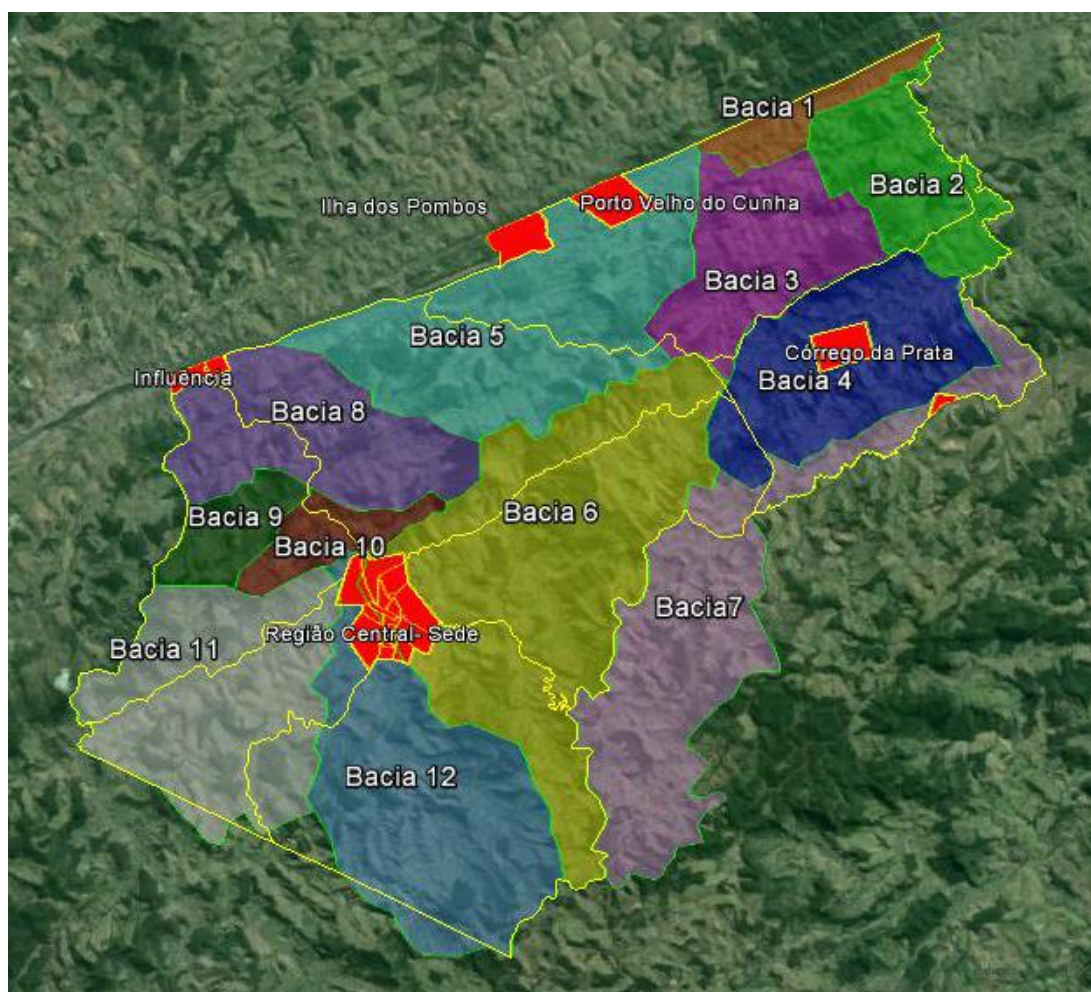 Bacia 1
Bacia 2
Ilha dos Pombos
Porto Velho do Cunha
Bacia 3
Bacia 5
Córrego da Prata
Bacia 4
Influência
Bacia 8
Bacia 6
Bacia 9
Bacia 10
Bacia7
Região Central- Sede
Bacia 11
Bacia 12